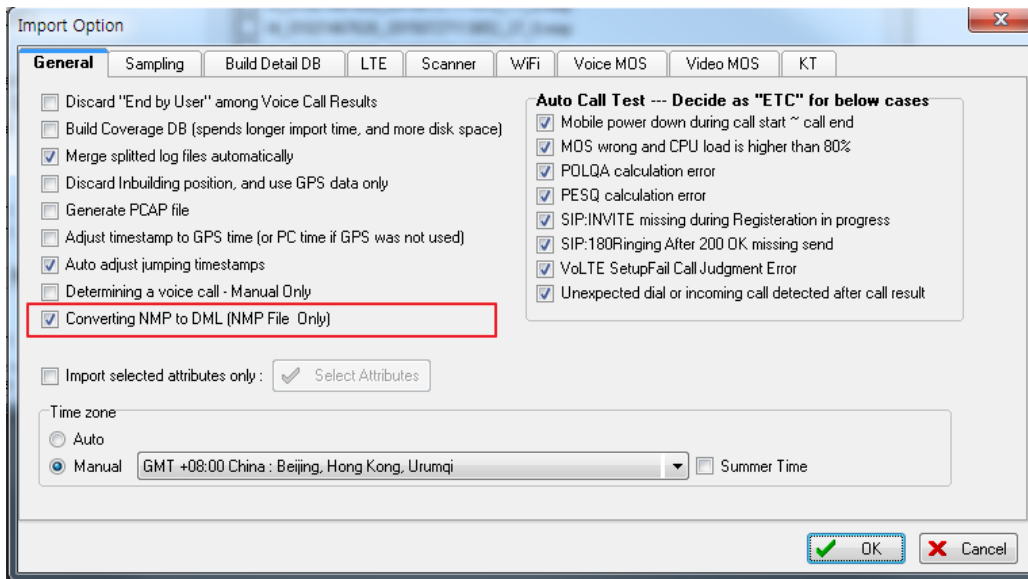 Import Option
General
Sampling
Build Detail DB
LTE
Scanner
WiFi
Voice MOS
Video MOS
KT
Discard "End by User" among Voice Call Results
Build Coverage DB (spends longer import time, and more disk space)
Merge splitted log files automatically
Discard Inbuilding position, and use GPS data only
Generate PCAP file
Adjust timestamp to GPS time (or PC time if GPS was not used)
Auto adjust jumping timestamps
Determining a voice call - Manual Only
Converting NMP to DML (NMP File Only)
Auto Call Test --- Decide as "ETC" for below cases
Mobile power down during call start ~ call end
MOS wrong and CPU load is higher than 80%
POLQA calculation error
PESQ calculation error
SIP:INVITE missing during Registeration in progress
SIP:180Ringing After 200 OK missing send
VoLTE SetupFail Call Judgment Error
Unexpected dial or incoming call detected after call result
Import selected attributes only :
Select Attributes
Time zone
Auto
Manual
GMT +08:00 China : Beijing, Hong Kong, Urumqi
Summer Time
OK
Cancel